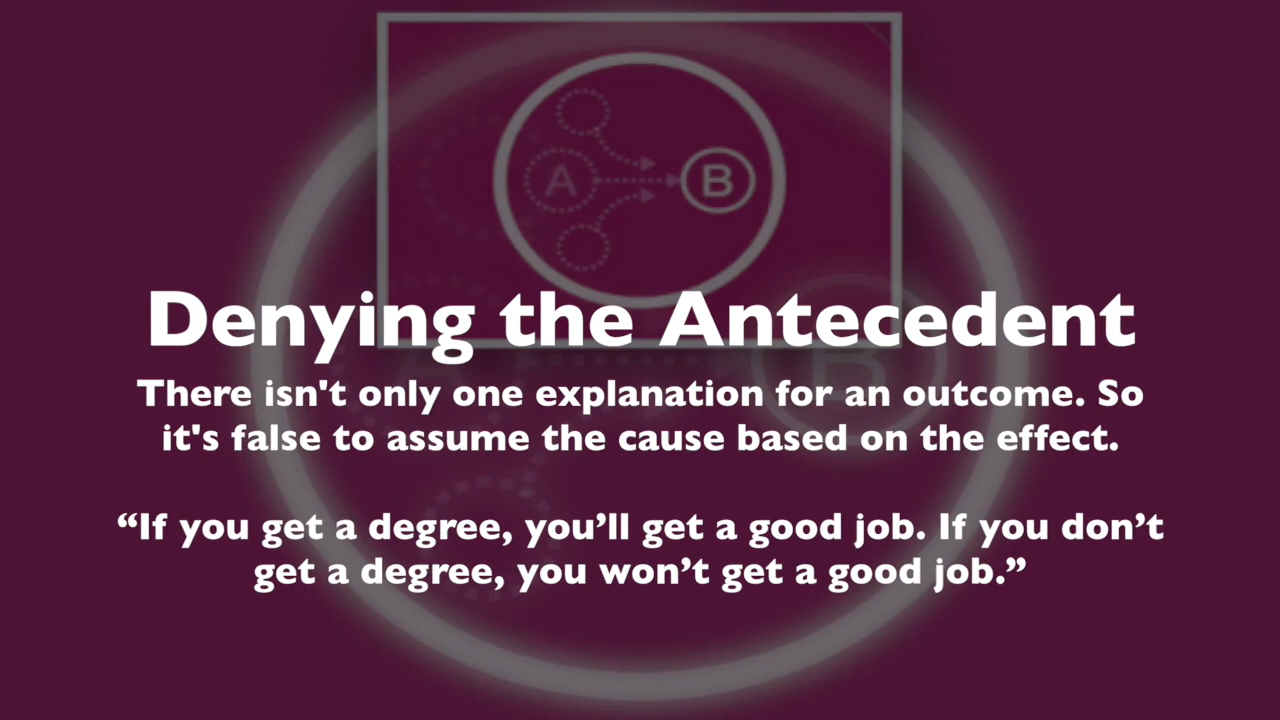 A
B
Denying the Antecedent
There isn't only one explanation for an outcome. So
it's false to assume the cause based on the effect.
“If you get a degree, you’ll get a good job. If you don’t
get a degree, you won’t get a good job.”